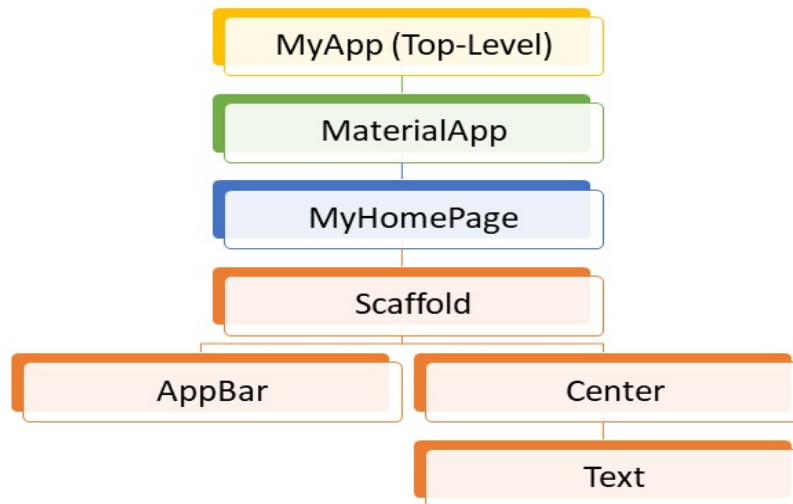 MyApp (Top-Level)
MaterialApp
MyHomePage
Scaffold
AppBar
Center
Text